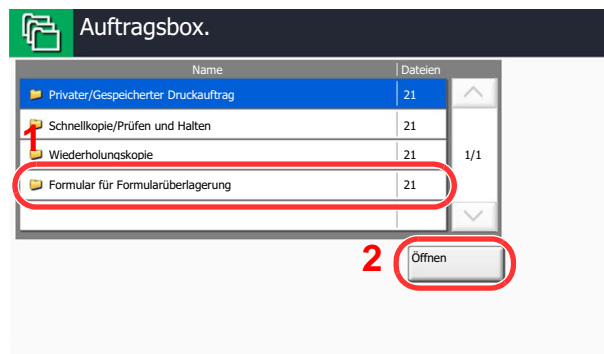 Auftragsbox.
Name Dateien
Privater/Gespeicherter Druckauftrag 21
Schnellkopie/Prüfen und Halten 21
1
Wiederholungskopie 21 1/1
Formular für Formularüberlagerung 21
2 Öffnen